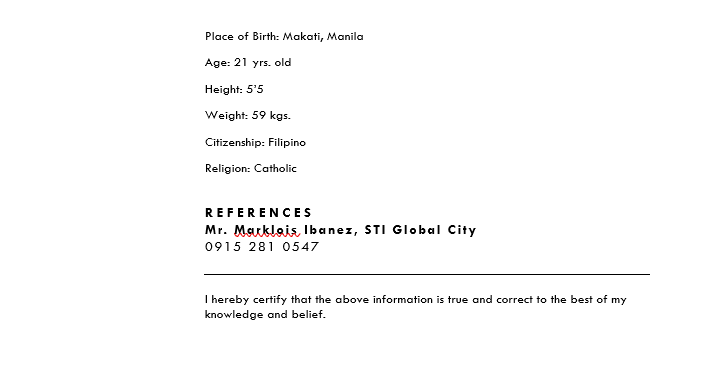 Place of Birth: Makati, Manila
Age: 21 yrs. old
Height: 5'5
Weight: 59 kgs.
Citizenship: Filipino
Religion: Catholic
REFERENCES
Mr. Marklois Ibanez, STI Global City
0915 281 0547
I hereby certify that the above information is true and correct to the best of my
knowledge and belief.